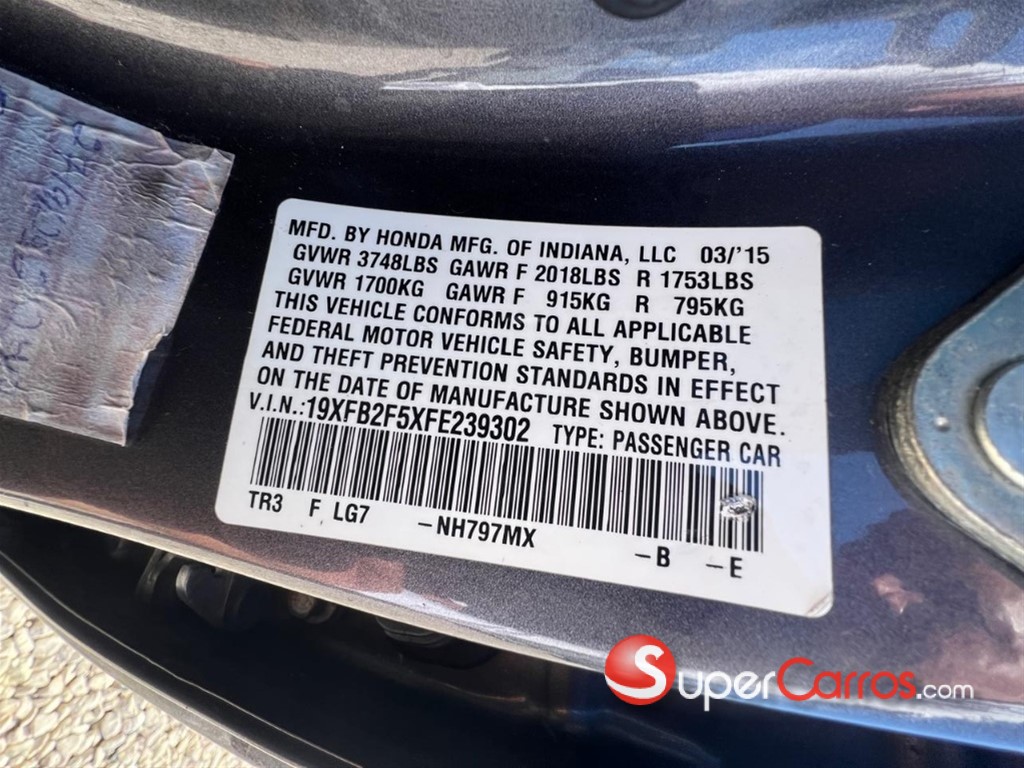 MFD. BY HONDA MFG. OF INDIANA, LLC 03/'15
GVWR 3748LBS GAWR F 2018LBS R 1753LBS
GVWR 1700KG GAWR F 915KG R 795KG
THIS VEHICLE CONFORMS TO ALL APPLICABLE
FEDERAL MOTOR VEHICLE SAFETY, BUMPER,
AND THEFT PREVENTION STANDARDS IN EFFECT
ON THE DATE OF MANUFACTURE SHOWN ABOVE.
V.I.N.:19XFB2F5XFE239302 TYPE: PASSENGER CAR
TR3 F LG7 –NH797MX –B –E
SuperCarros.com